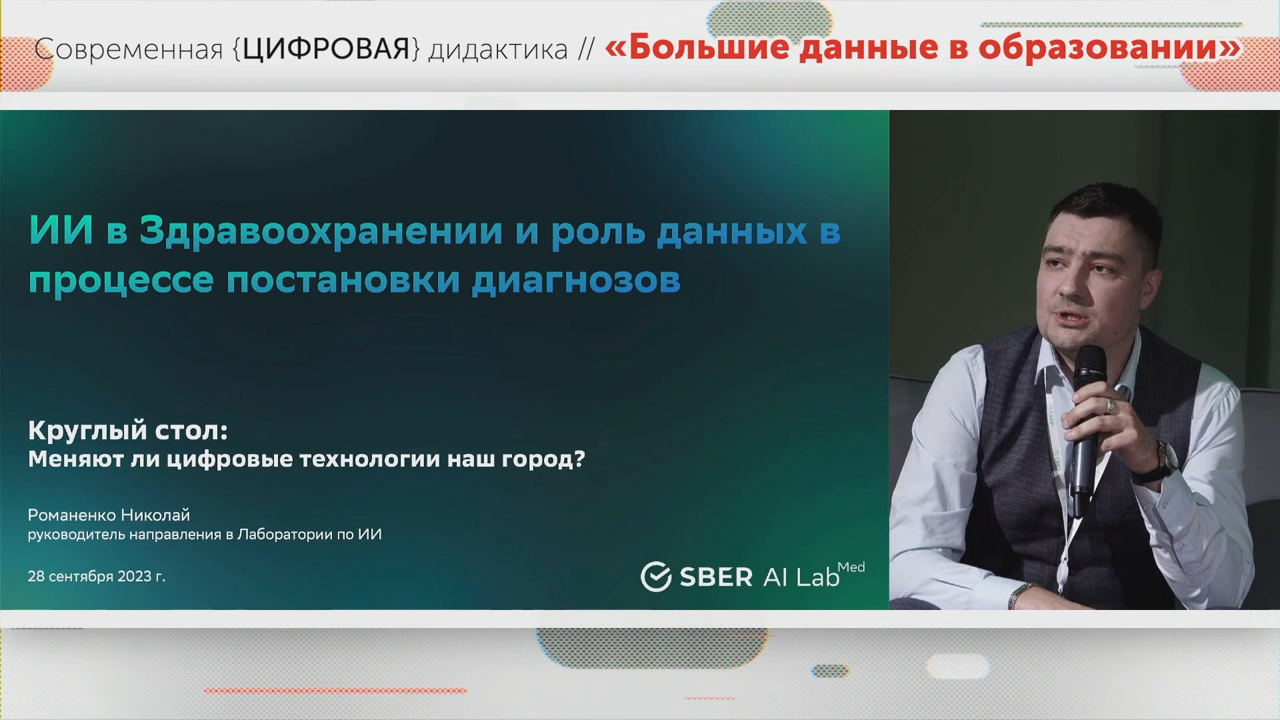 Современная {ЦИФРОВАЯ} дидактика // «Большие данные в образовании»
ИИ в Здравоохранении и роль данных в
процессе постановки диагнозов
Круглый стол:
Меняют ли цифровые технологии наш город?
Романенко Николай
руководитель направления в Лаборатории по ИИ
28 сентября 2023 г.
SBER AI Lab Med